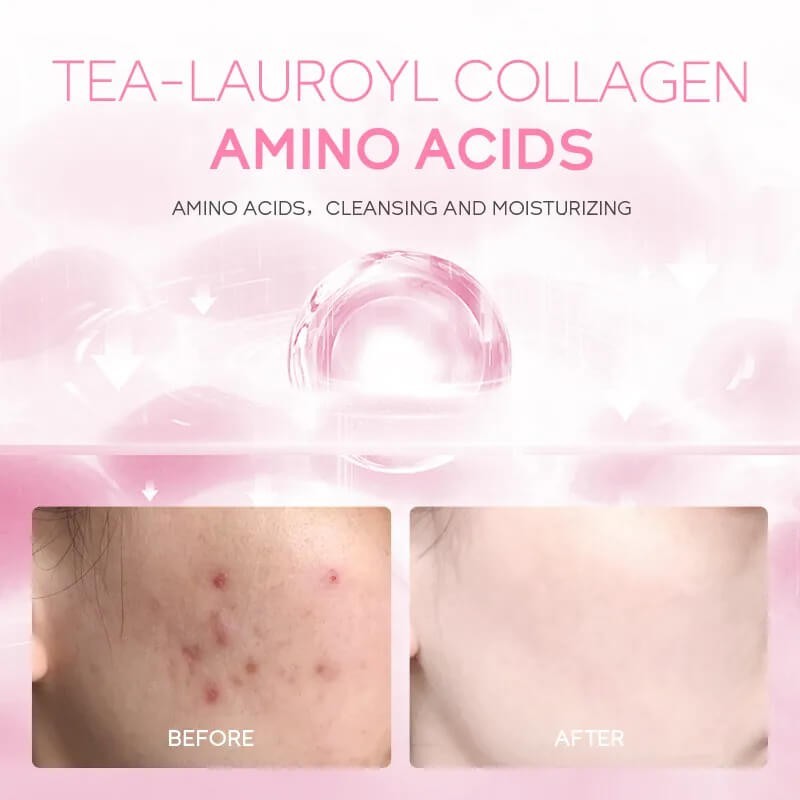 TEA-LAUROYL COLLAGEN
AMINO ACIDS
AMINO ACIDS，CLEANSING AND MOISTURIZING
BEFORE
AFTER